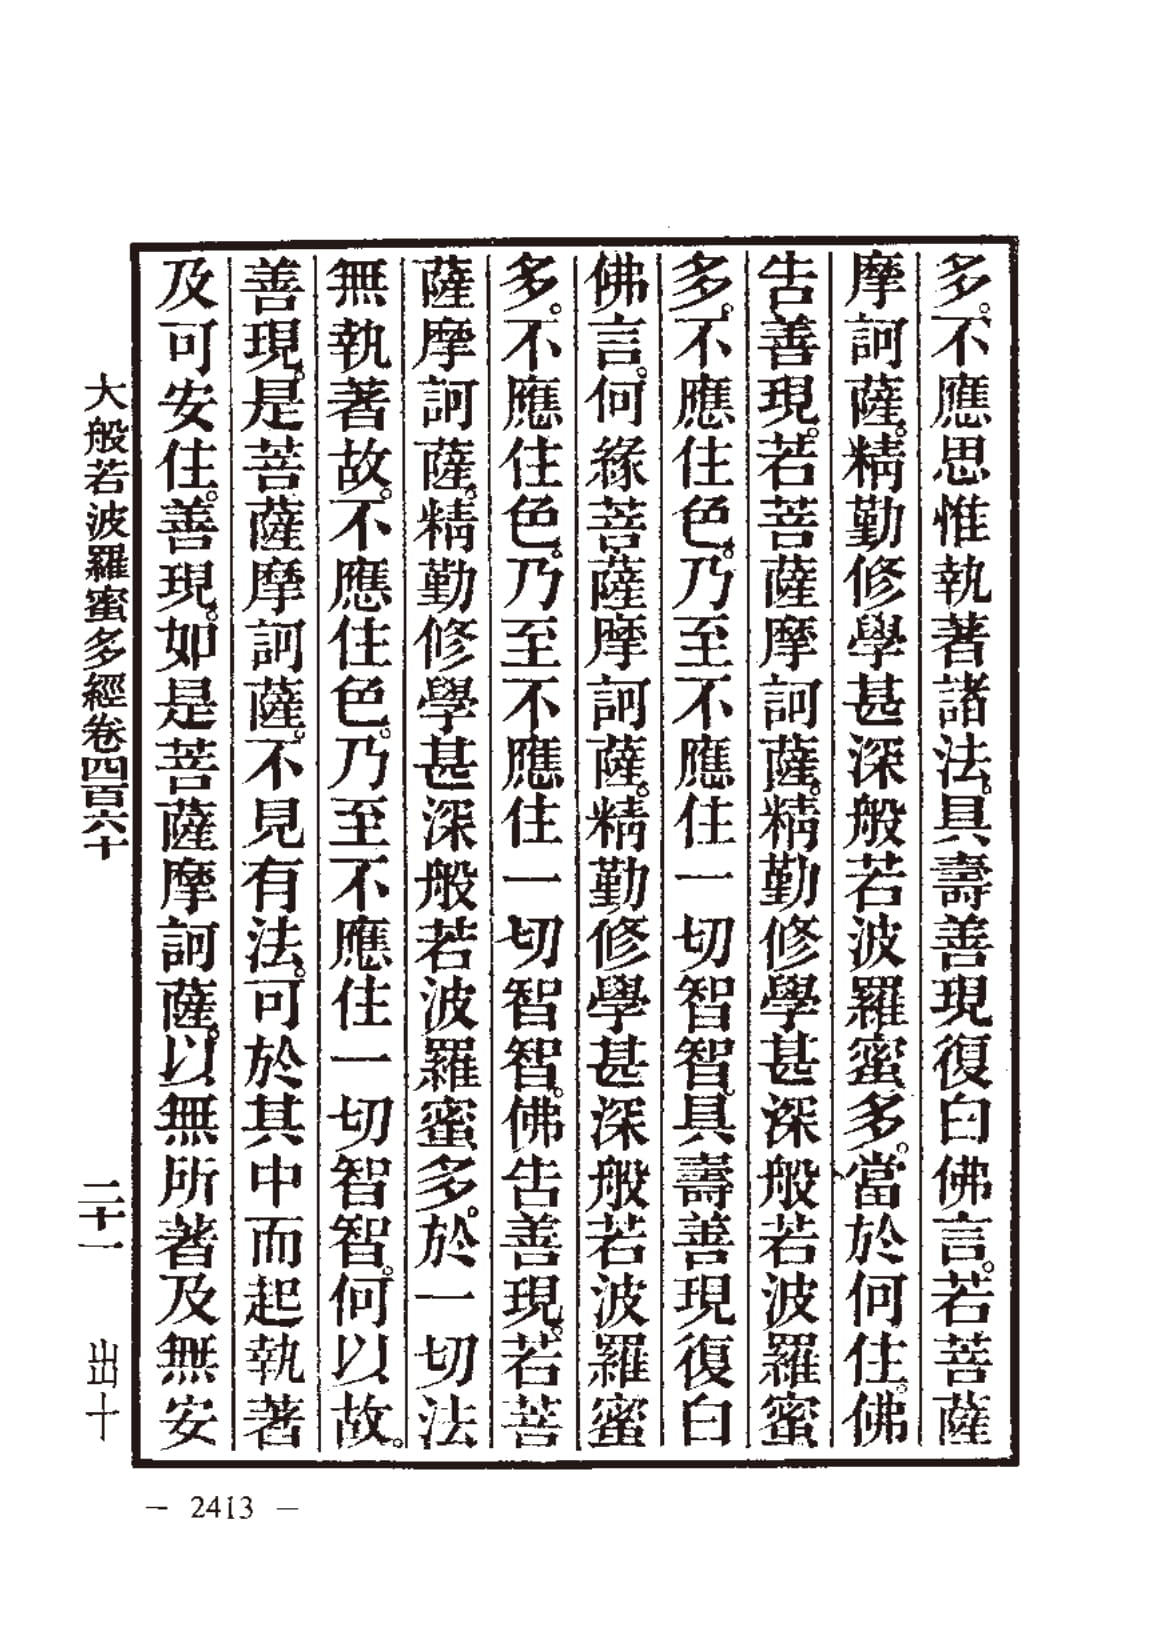 多。不應思惟執著諸法。具壽善現復白佛言。若菩薩
摩訶薩。精勤修學甚深般若波羅蜜多。當於何住。佛
告善現。若菩薩摩訶薩。精勤修學甚深般若波羅蜜
多。不應住色。乃至不應住一切智智。具壽善現復白
佛言。何緣菩薩摩訶薩。精勤修學甚深般若波羅蜜
多。不應住色。乃至不應住一切智智。佛告善現。若菩
薩摩訶薩。精勤修學甚深般若波羅蜜多。於一切法
無執著故。不應住色。乃至不應住一切智智。何以故。
善現。是菩薩摩訶薩。不見有法。可於其中而起執著
及可安住。善現。如是菩薩摩訶薩。以無所著及無安
大般若波羅蜜多經卷四百六十 二十一 出十
— 2413 —